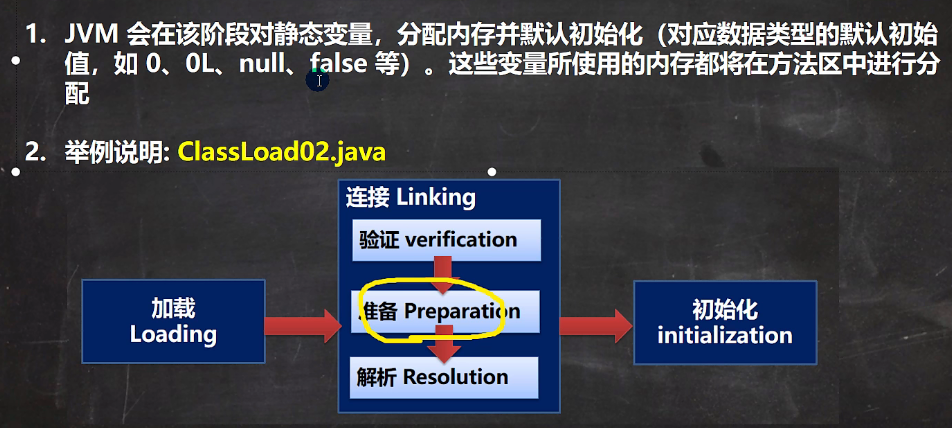 1. JVM 会在该阶段对静态变量，分配内存并默认初始化（对应数据类型的默认初始
值，如 0、0L、null、false 等）。这些变量所使用的内存都将在方法区中进行分
配
2. 举例说明: ClassLoad02.java
连接 Linking
验证 verification
准备 Preparation
解析 Resolution
加载
Loading
初始化
initialization